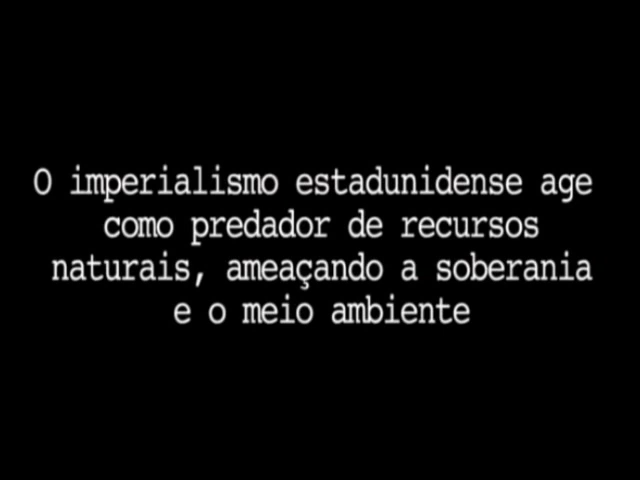 O imperialismo estadunidense age
como predador de recursos
naturais, ameaçando a soberania
e o meio ambiente